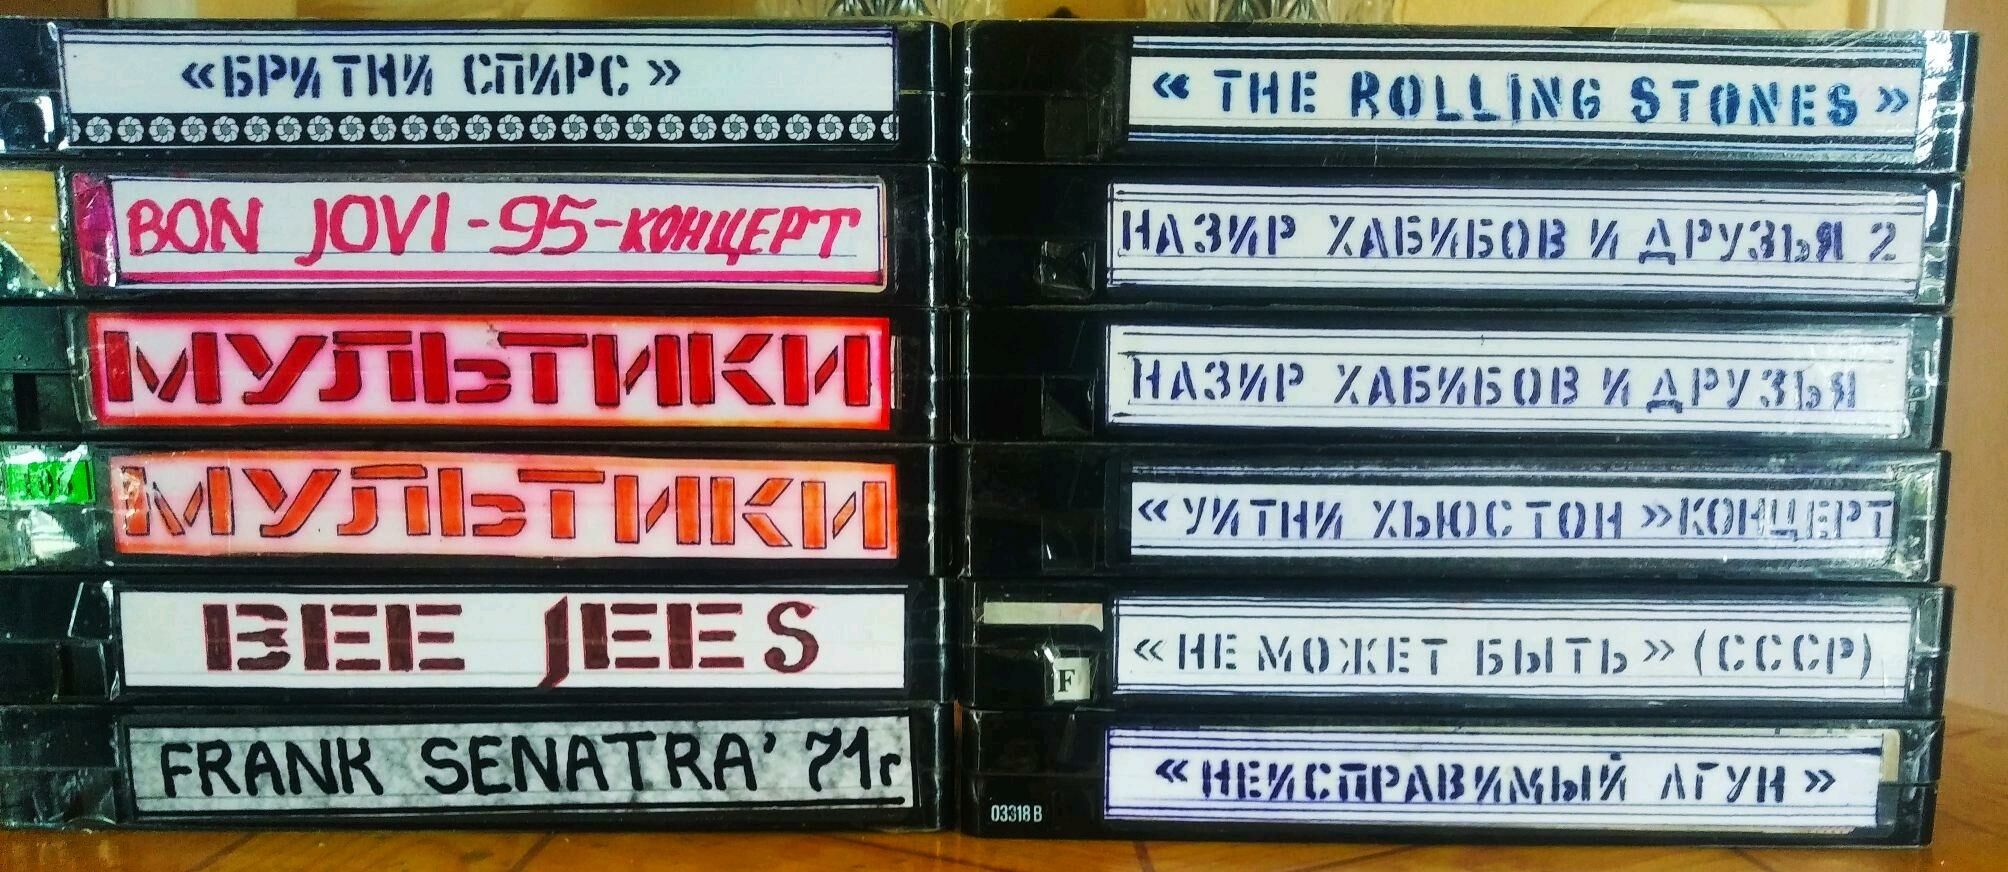 «БРИТНИ СПИРС»
BON JOVI-95-КОНЦЕРТ
МУЛЬТИКИ
МУЛЬТИКИ
107
BEE JEES
FRANK SENATRA' 71г
«THE ROLLING STONES»
НАЗИР ХАБИБОВ И ДРУЗЬЯ 2
НАЗИР ХАБИБОВ И ДРУЗЬЯ
«УИТНИ ХЬЮСТОН» КОНЦЕРТ
«НЕ МОЖЕТ БЫТЬ» (СССР)
F
«НЕИСПРАВИМЫЙ ЛГУН»
03318 B